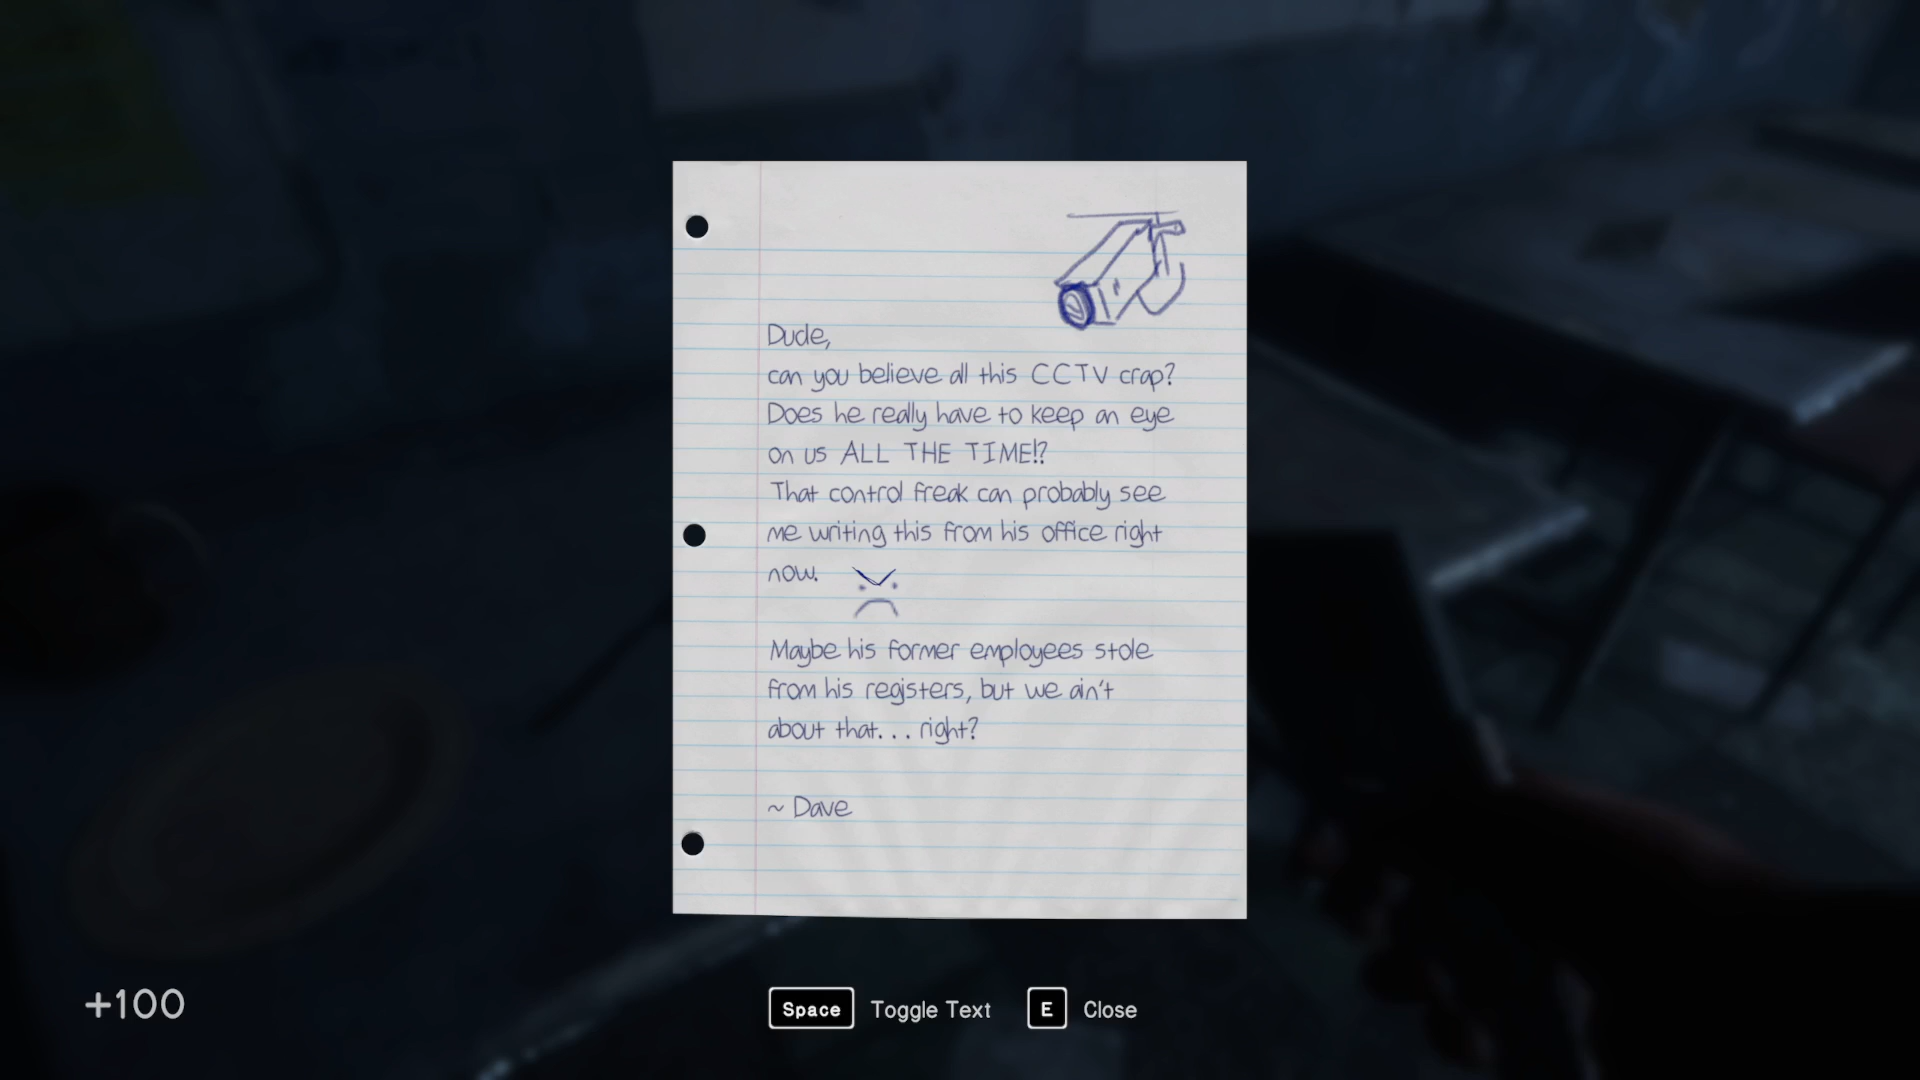 Dude,
can you believe all this CCTV crap?
Does he really have to keep an eye
on us ALL THE TIME!?
That control freak can probably see
me writing this from his office right
now.
Maybe his former employees stole
from his registers, but we ain't
about that... right?
~ Dave
+100
Space Toggle Text E Close